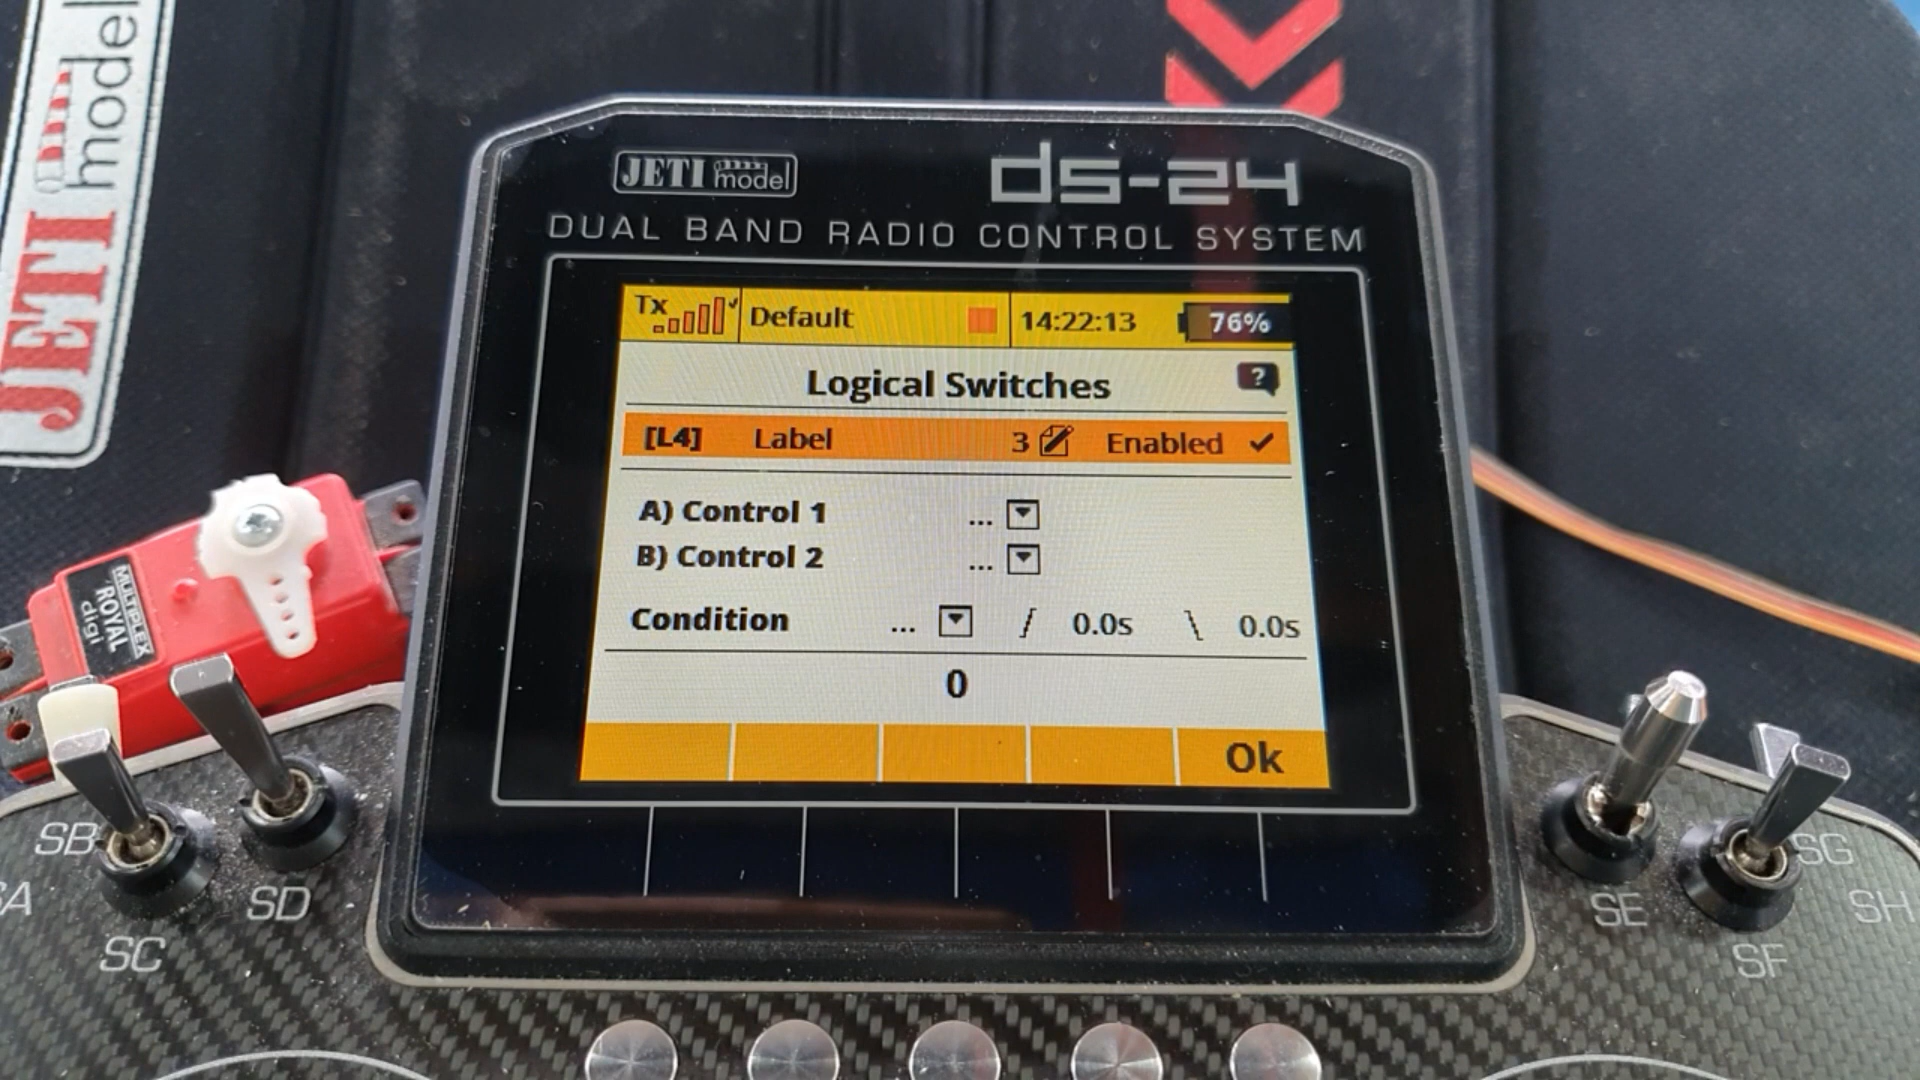 JETI model
JETI model
ds-24
DUAL BAND RADIO CONTROL SYSTEM
Tx Default 14:22:13 76%
Logical Switches ?
[L4] Label 3 Enabled
A) Control 1 ...
B) Control 2 ...
Condition ... 0.0s 0.0s
0
Ok
MULTIPLEX
ROYAL
digi
SB
SA
SD
SC
SE
SG
SH
SF